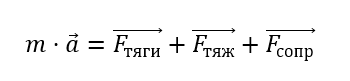 m · a⃗ = F⃗тяги + F⃗тяж + F⃗сопр